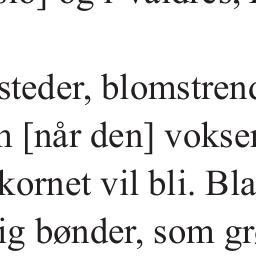 og i Valdres,
steder, blomstrend
n [når den] vokser
kornet vil bli. Bla
ig bønder, som gr